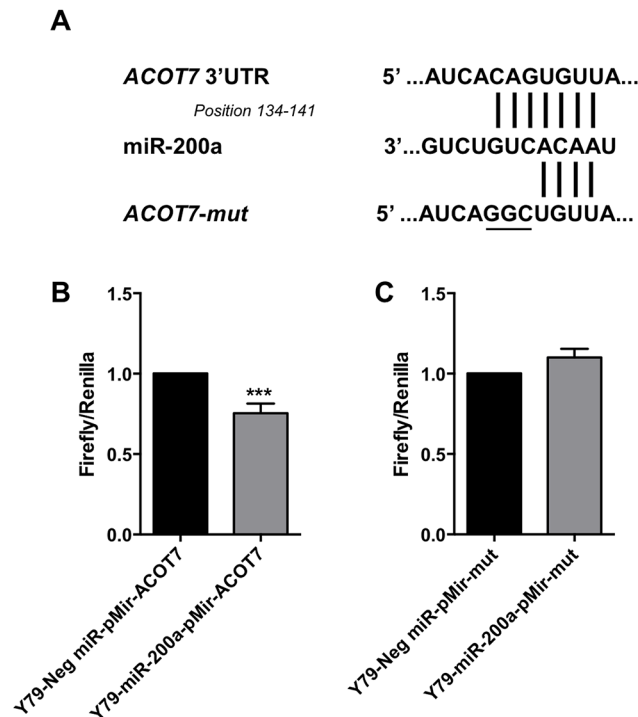 A
ACOT7 3'UTR 5' ...AUCACAGUGUUA...
Position 134-141
miR-200a 3'...GUCUGUCACAAU
ACOT7-mut 5' ...AUCAGGCUGUUA...
B
Firefly/Renilla
1.5
1.0
0.5
0.0
***
Y79-Neg miR-pMir-ACOT7
Y79-miR-200a-pMir-ACOT7
C
Firefly/Renilla
1.5
1.0
0.5
0.0
Y79-Neg miR-pMir-mut
Y79-miR-200a-pMir-mut